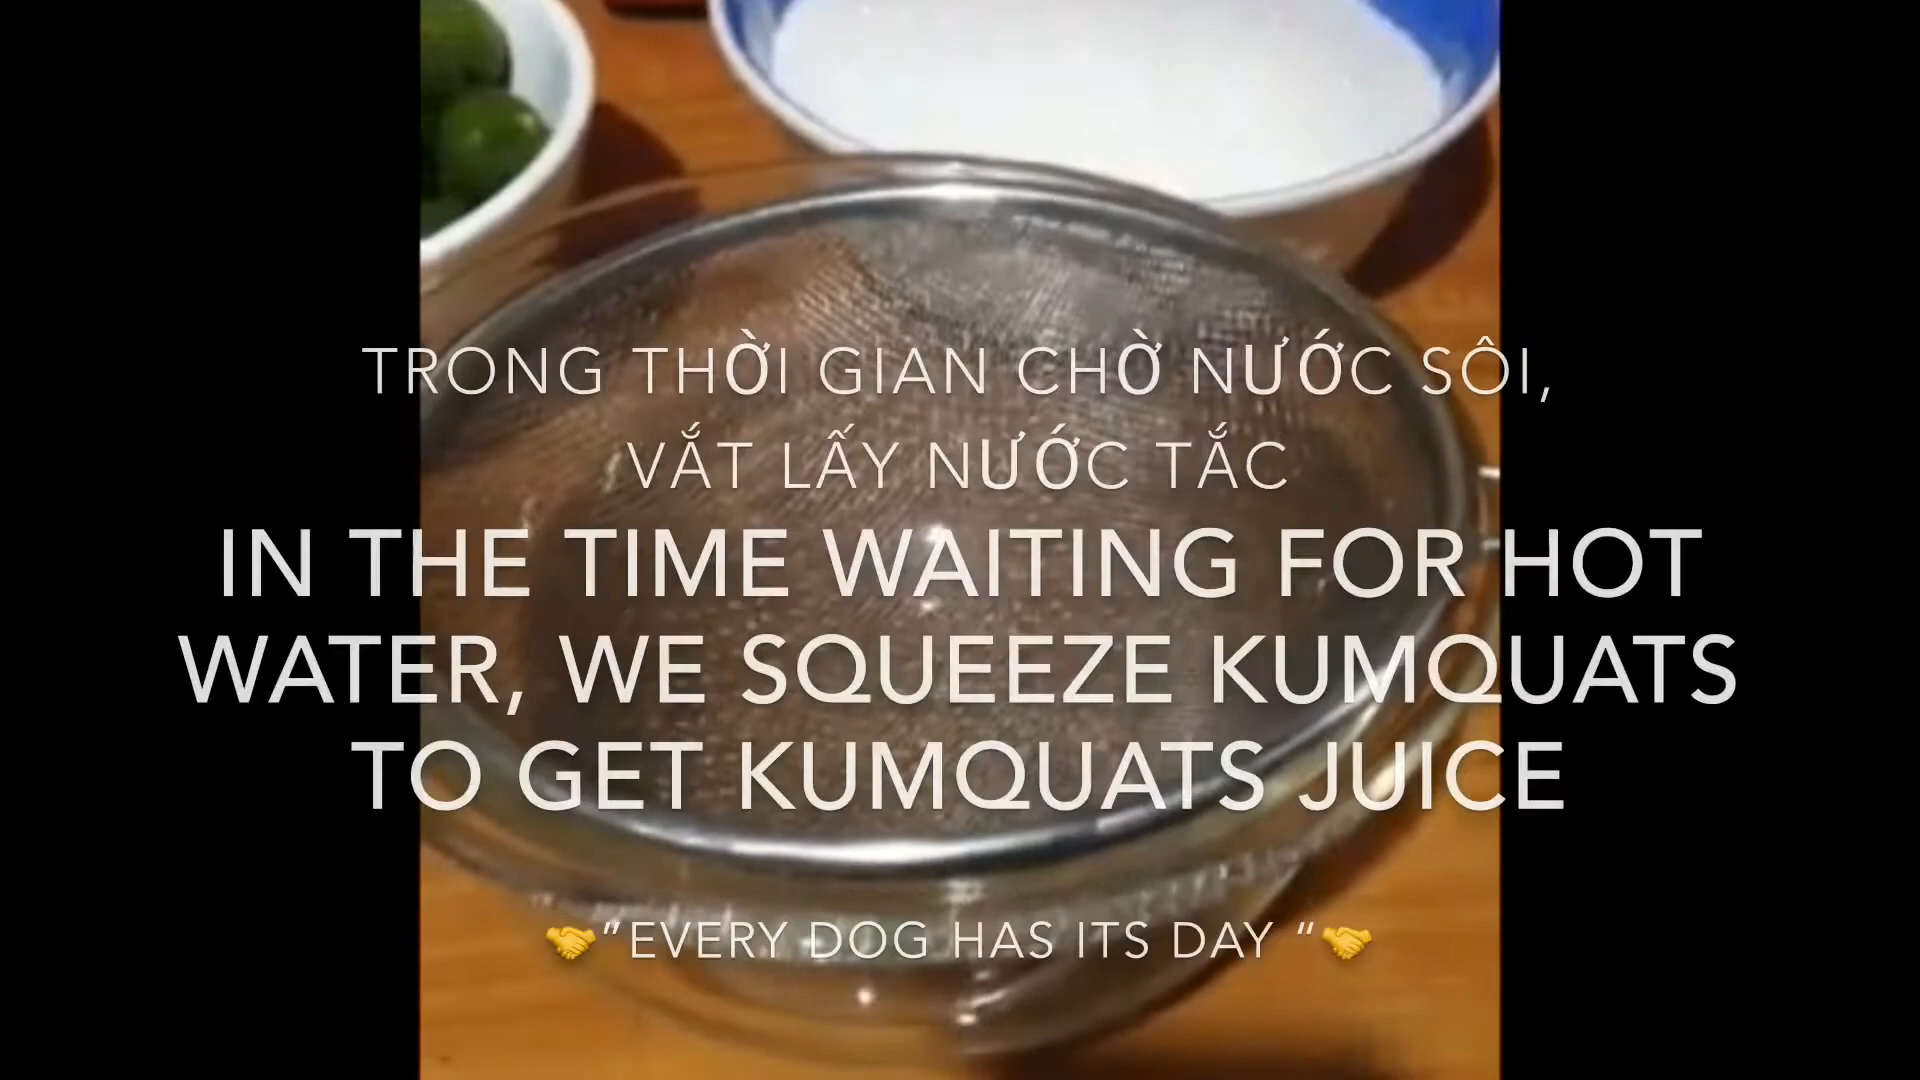 TRONG THỜI GIAN CHỜ NƯỚC SÔI,
VẮT LẤY NƯỚC TẮC
IN THE TIME WAITING FOR HOT
WATER, WE SQUEEZE KUMQUATS
TO GET KUMQUATS JUICE
🤝"EVERY DOG HAS ITS DAY "🤝